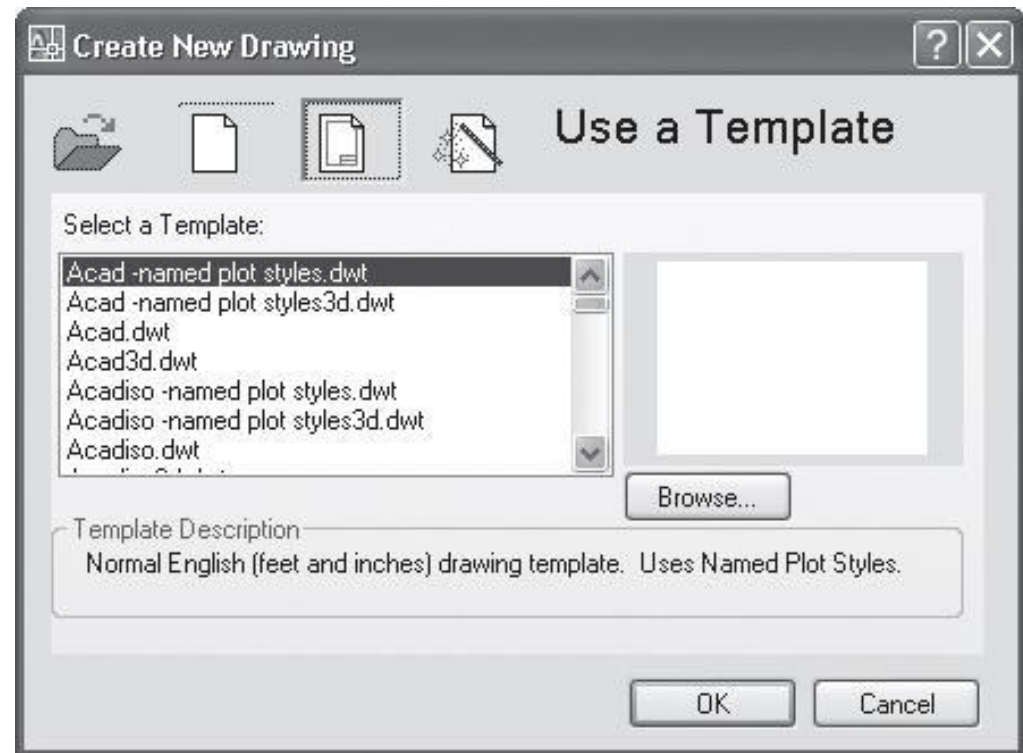 Create New Drawing
Use a Template
Select a Template:
Acad -named plot styles.dwt
Acad -named plot styles3d.dwt
Acad.dwt
Acad3d.dwt
Acadiso -named plot styles.dwt
Acadiso -named plot styles3d.dwt
Acadiso.dwt
Browse...
Template Description
Normal English (feet and inches) drawing template. Uses Named Plot Styles.
OK
Cancel